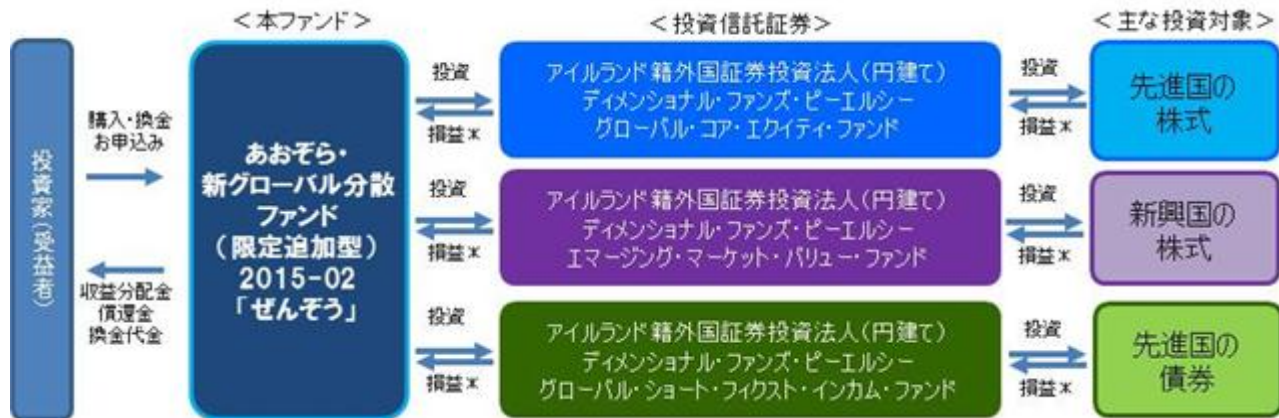 ＜本ファンド＞
＜投資信託証券＞
＜主な投資対象＞
投資家(受益者)
購入・換金
お申込み
収益分配金
償還金
換金代金
あおぞら・
新グローバル分散
ファンド
（限定追加型）
2015-02
「ぜんぞう」
投資
損益＊
アイルランド籍外国証券投資法人(円建て)
ディメンショナル・ファンズ・ピーエルシー
グローバル・コア・エクイティ・ファンド
投資
損益＊
先進国の
株式
投資
損益＊
アイルランド籍外国証券投資法人(円建て)
ディメンショナル・ファンズ・ピーエルシー
エマージング・マーケット・バリュー・ファンド
投資
損益＊
新興国の
株式
投資
損益＊
アイルランド籍外国証券投資法人(円建て)
ディメンショナル・ファンズ・ピーエルシー
グローバル・ショート・フィクスト・インカム・ファンド
投資
損益＊
先進国の
債券